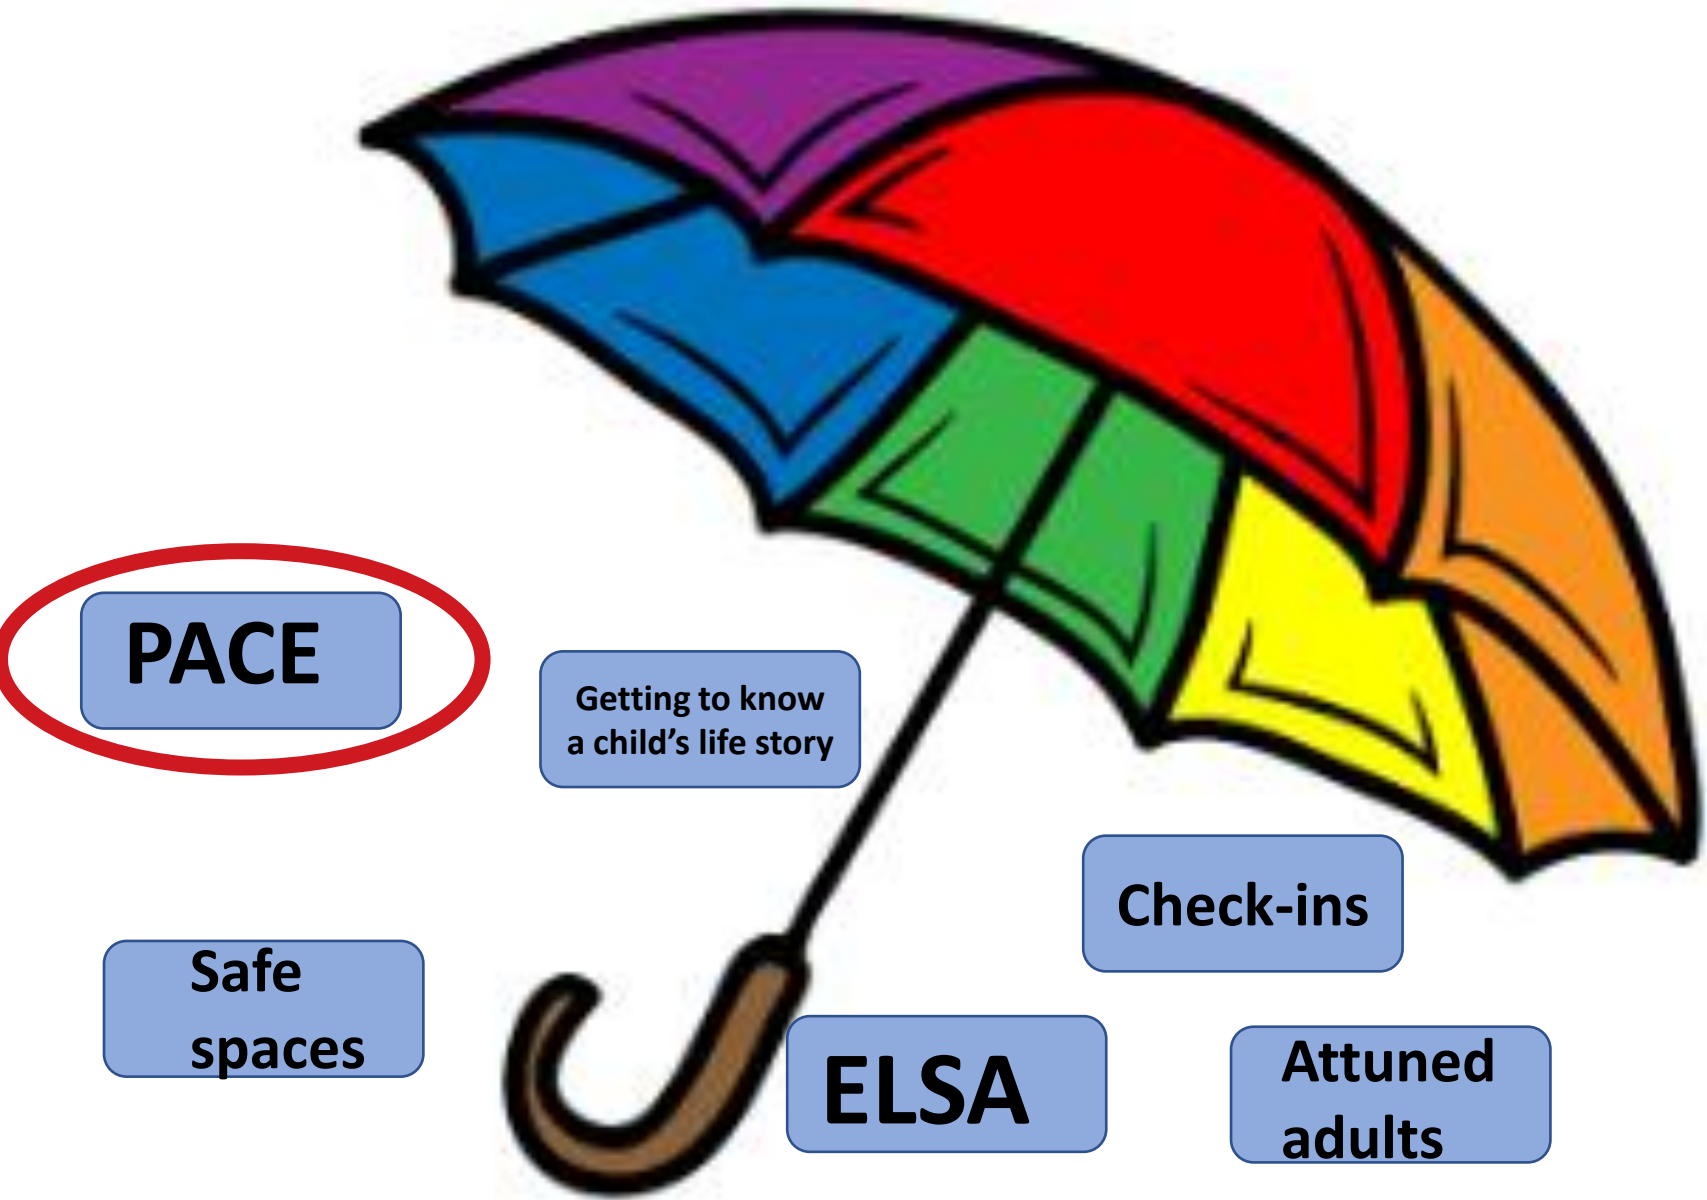 PACE
Getting to know
a child's life story
Check-ins
Safe
spaces
ELSA
Attuned
adults